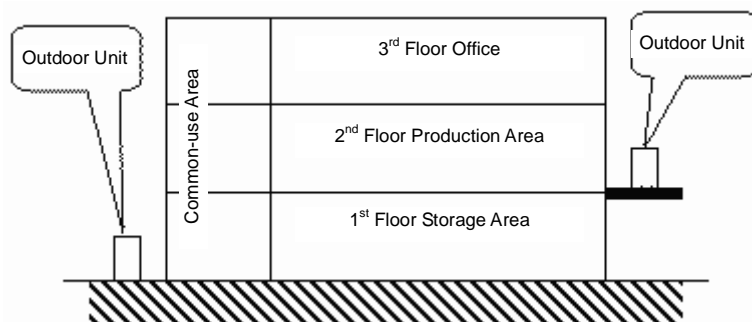 Outdoor Unit
Common-use Area
3rd Floor Office
2nd Floor Production Area
1st Floor Storage Area
Outdoor Unit